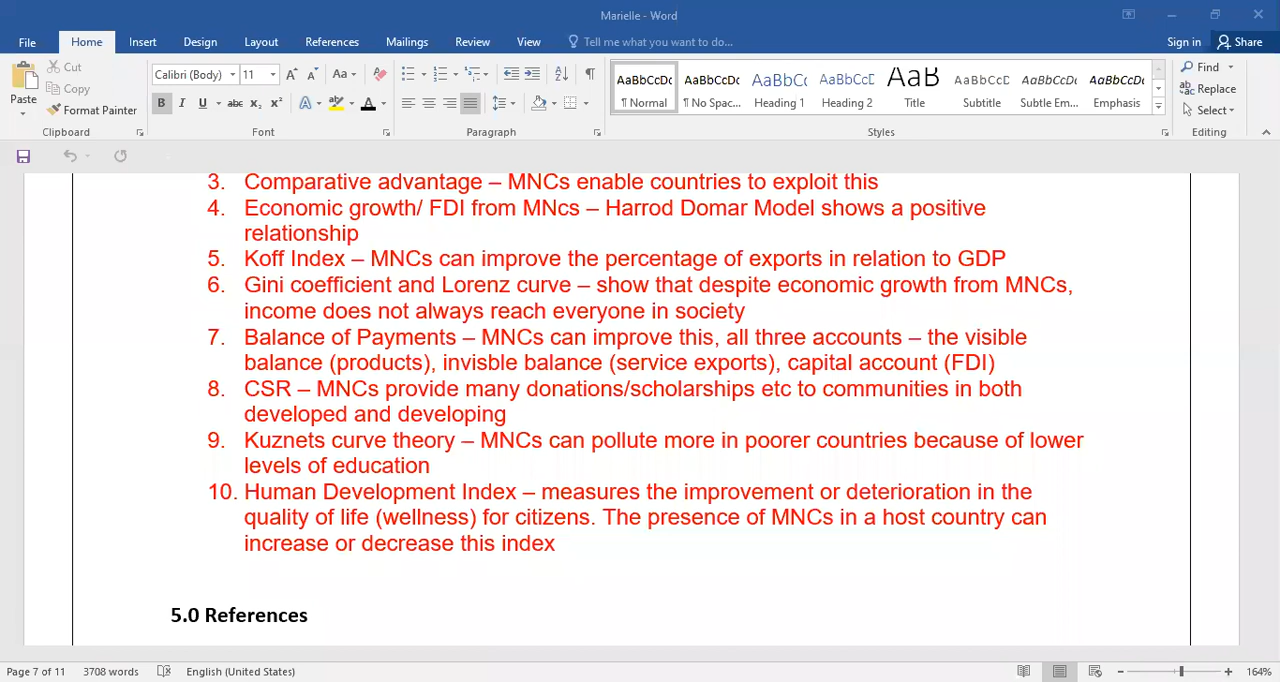 Marielle - Word
File Home Insert Design Layout References Mailings Review View Tell me what you want to do... Sign in Share
Cut
Copy
Paste
Format Painter
Clipboard
Calibri (Body) 11 A A Aa
B I U abc x₂ x² A A
Font
Paragraph
AaBbCcDc AaBbCcDc AaBbCc AaBbCcE AaB AaBbCcD AaBbCcDt AaBbCcDt
¶ Normal ¶ No Spac... Heading 1 Heading 2 Title Subtitle Subtle Em... Emphasis
Styles
Find
Replace
Select
Editing
3. Comparative advantage – MNCs enable countries to exploit this
4. Economic growth/ FDI from MNcs – Harrod Domar Model shows a positive
relationship
5. Koff Index – MNCs can improve the percentage of exports in relation to GDP
6. Gini coefficient and Lorenz curve – show that despite economic growth from MNCs,
income does not always reach everyone in society
7. Balance of Payments – MNCs can improve this, all three accounts – the visible
balance (products), invisble balance (service exports), capital account (FDI)
8. CSR – MNCs provide many donations/scholarships etc to communities in both
developed and developing
9. Kuznets curve theory – MNCs can pollute more in poorer countries because of lower
levels of education
10. Human Development Index – measures the improvement or deterioration in the
quality of life (wellness) for citizens. The presence of MNCs in a host country can
increase or decrease this index
5.0 References
Page 7 of 11 3708 words English (United States) 164%